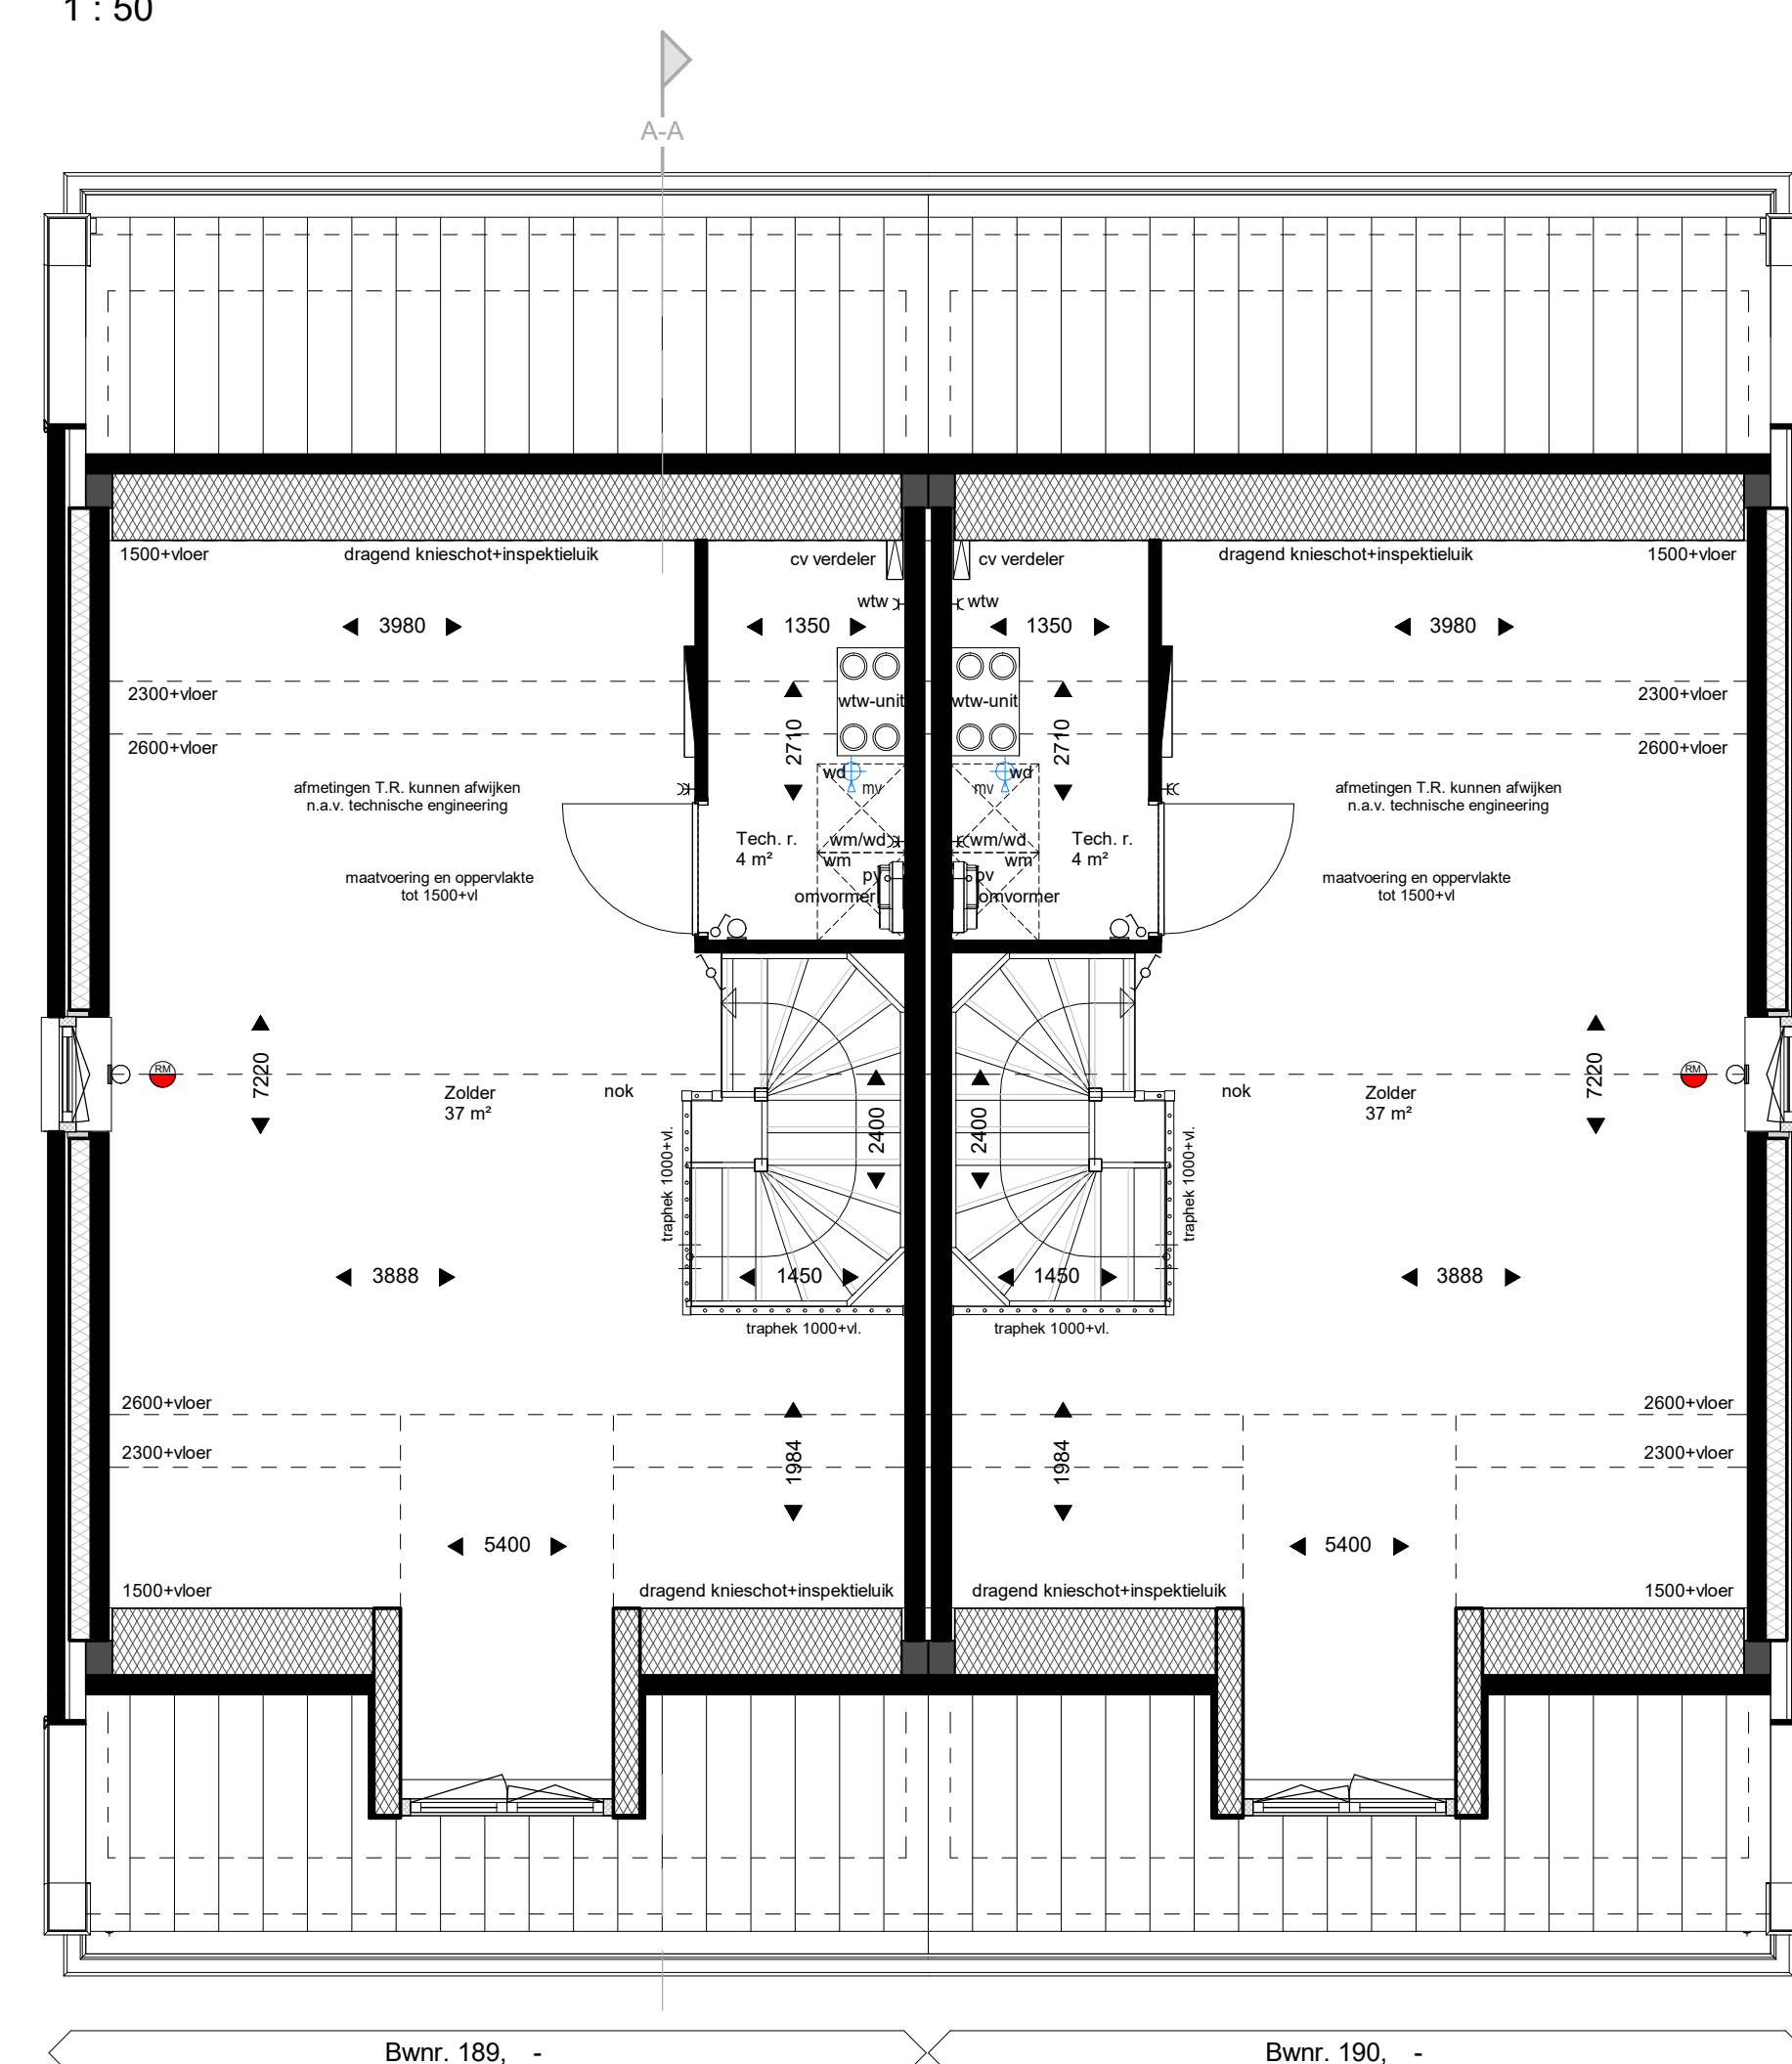 1 : 50
A-A
1500+vloer dragend knieschot+inspektieluik cv verdeler cv verdeler dragend knieschot+inspektieluik 1500+vloer
wtw wtw
3980 1350 1350 3980
2300+vloer wtw-unit wtw-unit 2300+vloer
2710 2710
2600+vloer 2600+vloer
wd wd
afmetingen T.R. kunnen afwijken mv mv afmetingen T.R. kunnen afwijken
n.a.v. technische engineering n.a.v. technische engineering
Tech. r. wm/wd wm/wd Tech. r.
4 m² wm wm 4 m²
maatvoering en oppervlakte pv pv maatvoering en oppervlakte
tot 1500+vl omvormer omvormer tot 1500+vl
RM 7220 7220 RM
Zolder nok nok Zolder
37 m² 37 m²
2400 2400
traphek 1000+vl. traphek 1000+vl.
3888 1450 1450 3888
traphek 1000+vl. traphek 1000+vl.
2600+vloer 2600+vloer
2300+vloer 1984 1984 2300+vloer
5400 5400
1500+vloer dragend knieschot+inspektieluik dragend knieschot+inspektieluik 1500+vloer
Bwnr. 189, - Bwnr. 190, -